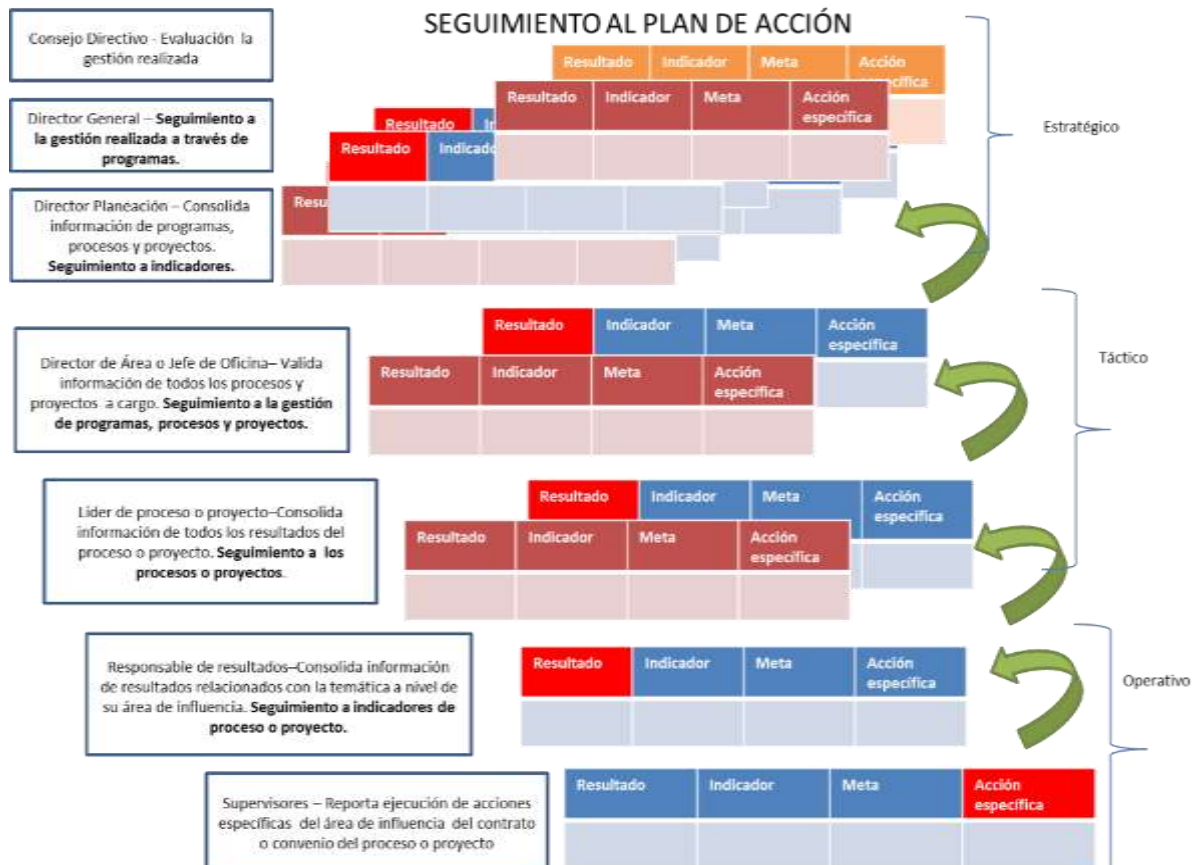 SEGUIMIENTO AL PLAN DE ACCIÓN
Consejo Directivo - Evaluación la
gestión realizada
Director General – Seguimiento a
la gestión realizada a través de
programas.
Director Planeación – Consolida
información de programas,
procesos y proyectos.
Seguimiento a indicadores.
Resultado Indicador Meta Acción
específica
Resultado Indicador Meta Acción
específica
Resultado
Resultado
Estratégico
Director de Área o Jefe de Oficina– Valida
información de todos los procesos y
proyectos a cargo. Seguimiento a la gestión
de programas, procesos y proyectos.
Resultado Indicador Meta Acción
específica
Resultado Indicador Meta Acción
específica
Táctico
Lider de proceso o proyecto–Consolida
información de todos los resultados del
proceso o proyecto. Seguimiento a los
procesos o proyectos.
Resultado Indicador Meta Acción
específica
Resultado Indicador Meta Acción
específica
Responsable de resultados–Consolida información
de resultados relacionados con la temática a nivel de
su área de influencia. Seguimiento a indicadores de
proceso o proyecto.
Resultado Indicador Meta Acción
específica
Operativo
Supervisores – Reporta ejecución de acciones
específicas del área de influencia del contrato
o convenio del proceso o proyecto
Resultado Indicador Meta Acción
específica